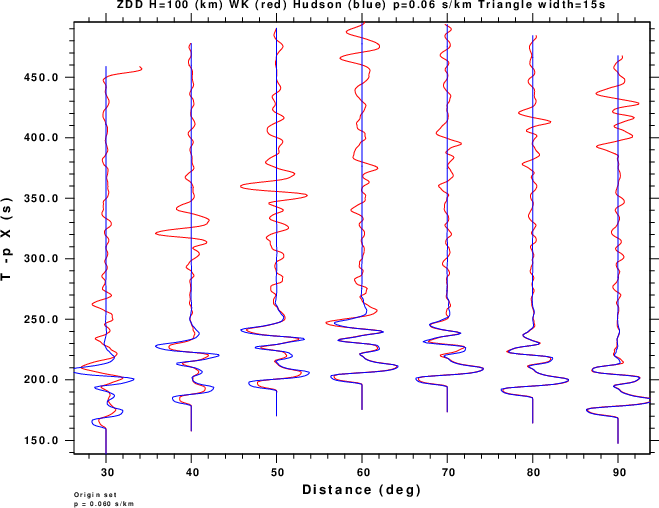 ZDD H=100 (km) WK (red) Hudson (blue) p=0.06 s/km Triangle width=15s
450.0
400.0
350.0
300.0
250.0
200.0
150.0
T -p X (s)
30 40 50 60 70 80 90
Distance (deg)
Origin set
p = 0.060 s/km